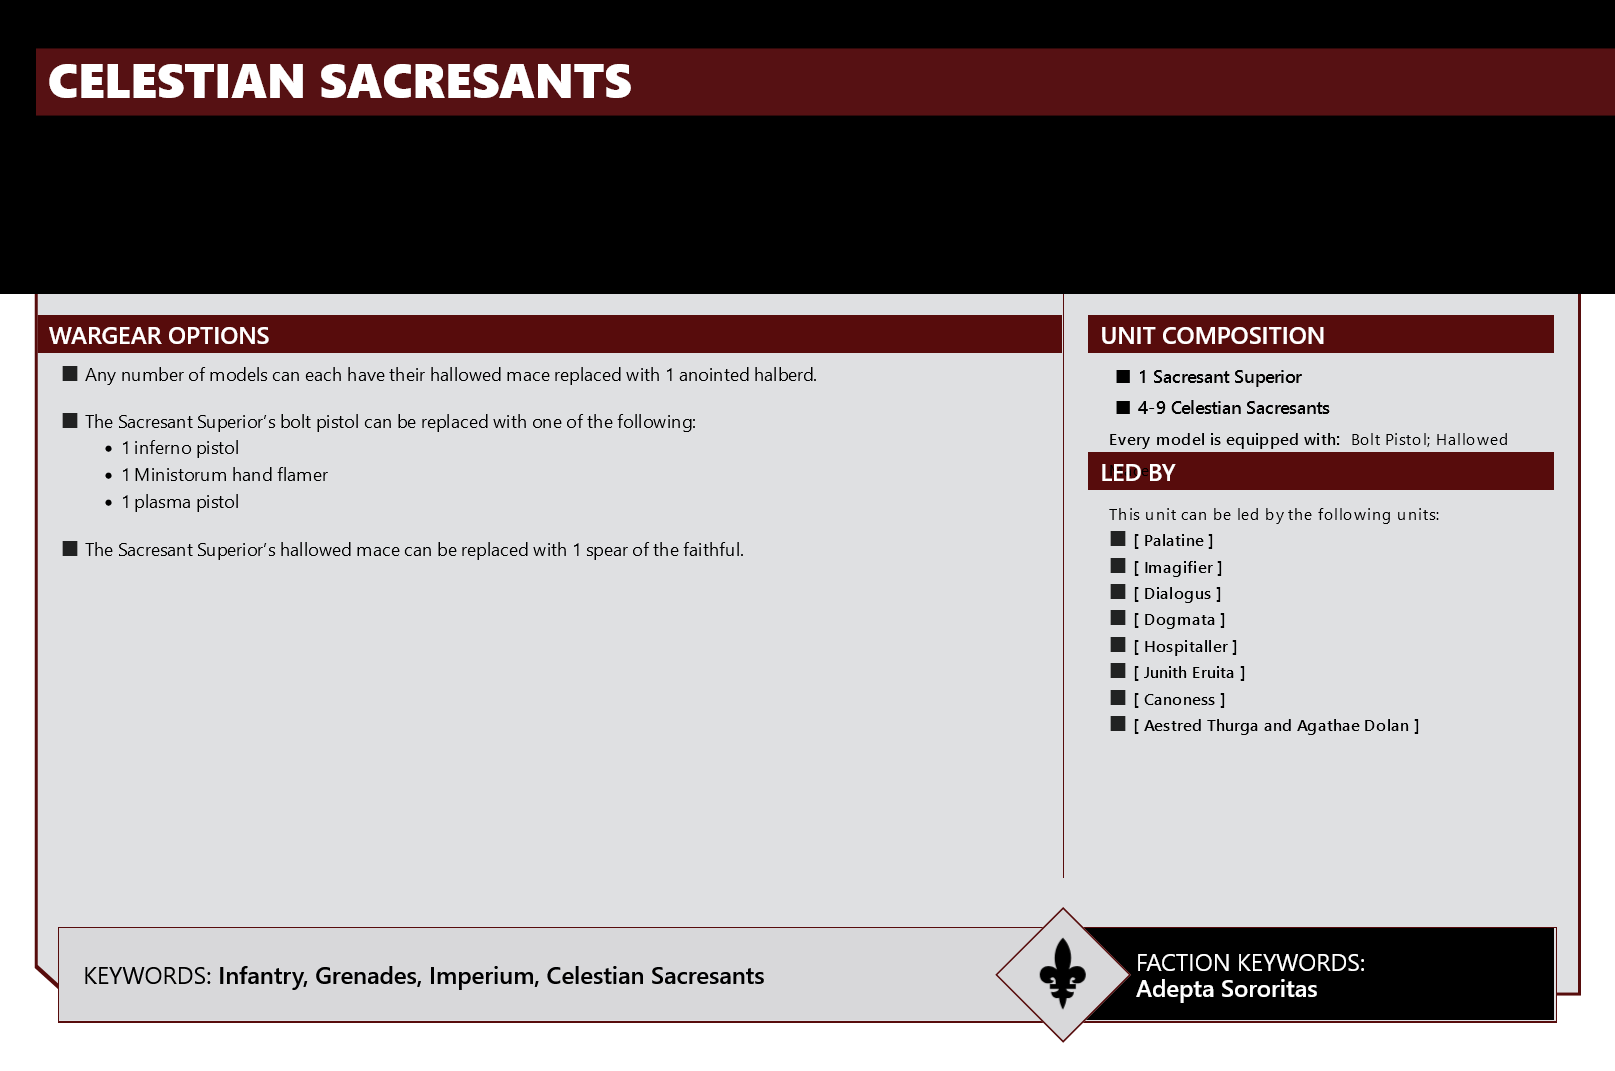 CELESTIAN SACRESANTS
WARGEAR OPTIONS
■ Any number of models can each have their hallowed mace replaced with 1 anointed halberd.
■ The Sacresant Superior’s bolt pistol can be replaced with one of the following:
• 1 inferno pistol
• 1 Ministorum hand flamer
• 1 plasma pistol
■ The Sacresant Superior’s hallowed mace can be replaced with 1 spear of the faithful.
UNIT COMPOSITION
■ 1 Sacresant Superior
■ 4-9 Celestian Sacresants
Every model is equipped with: Bolt Pistol; Hallowed
LED BY
This unit can be led by the following units:
■ [ Palatine ]
■ [ Imagifier ]
■ [ Dialogus ]
■ [ Dogmata ]
■ [ Hospitaller ]
■ [ Junith Eruita ]
■ [ Canoness ]
■ [ Aestred Thurga and Agathae Dolan ]
KEYWORDS: Infantry, Grenades, Imperium, Celestian Sacresants
FACTION KEYWORDS:
Adepta Sororitas